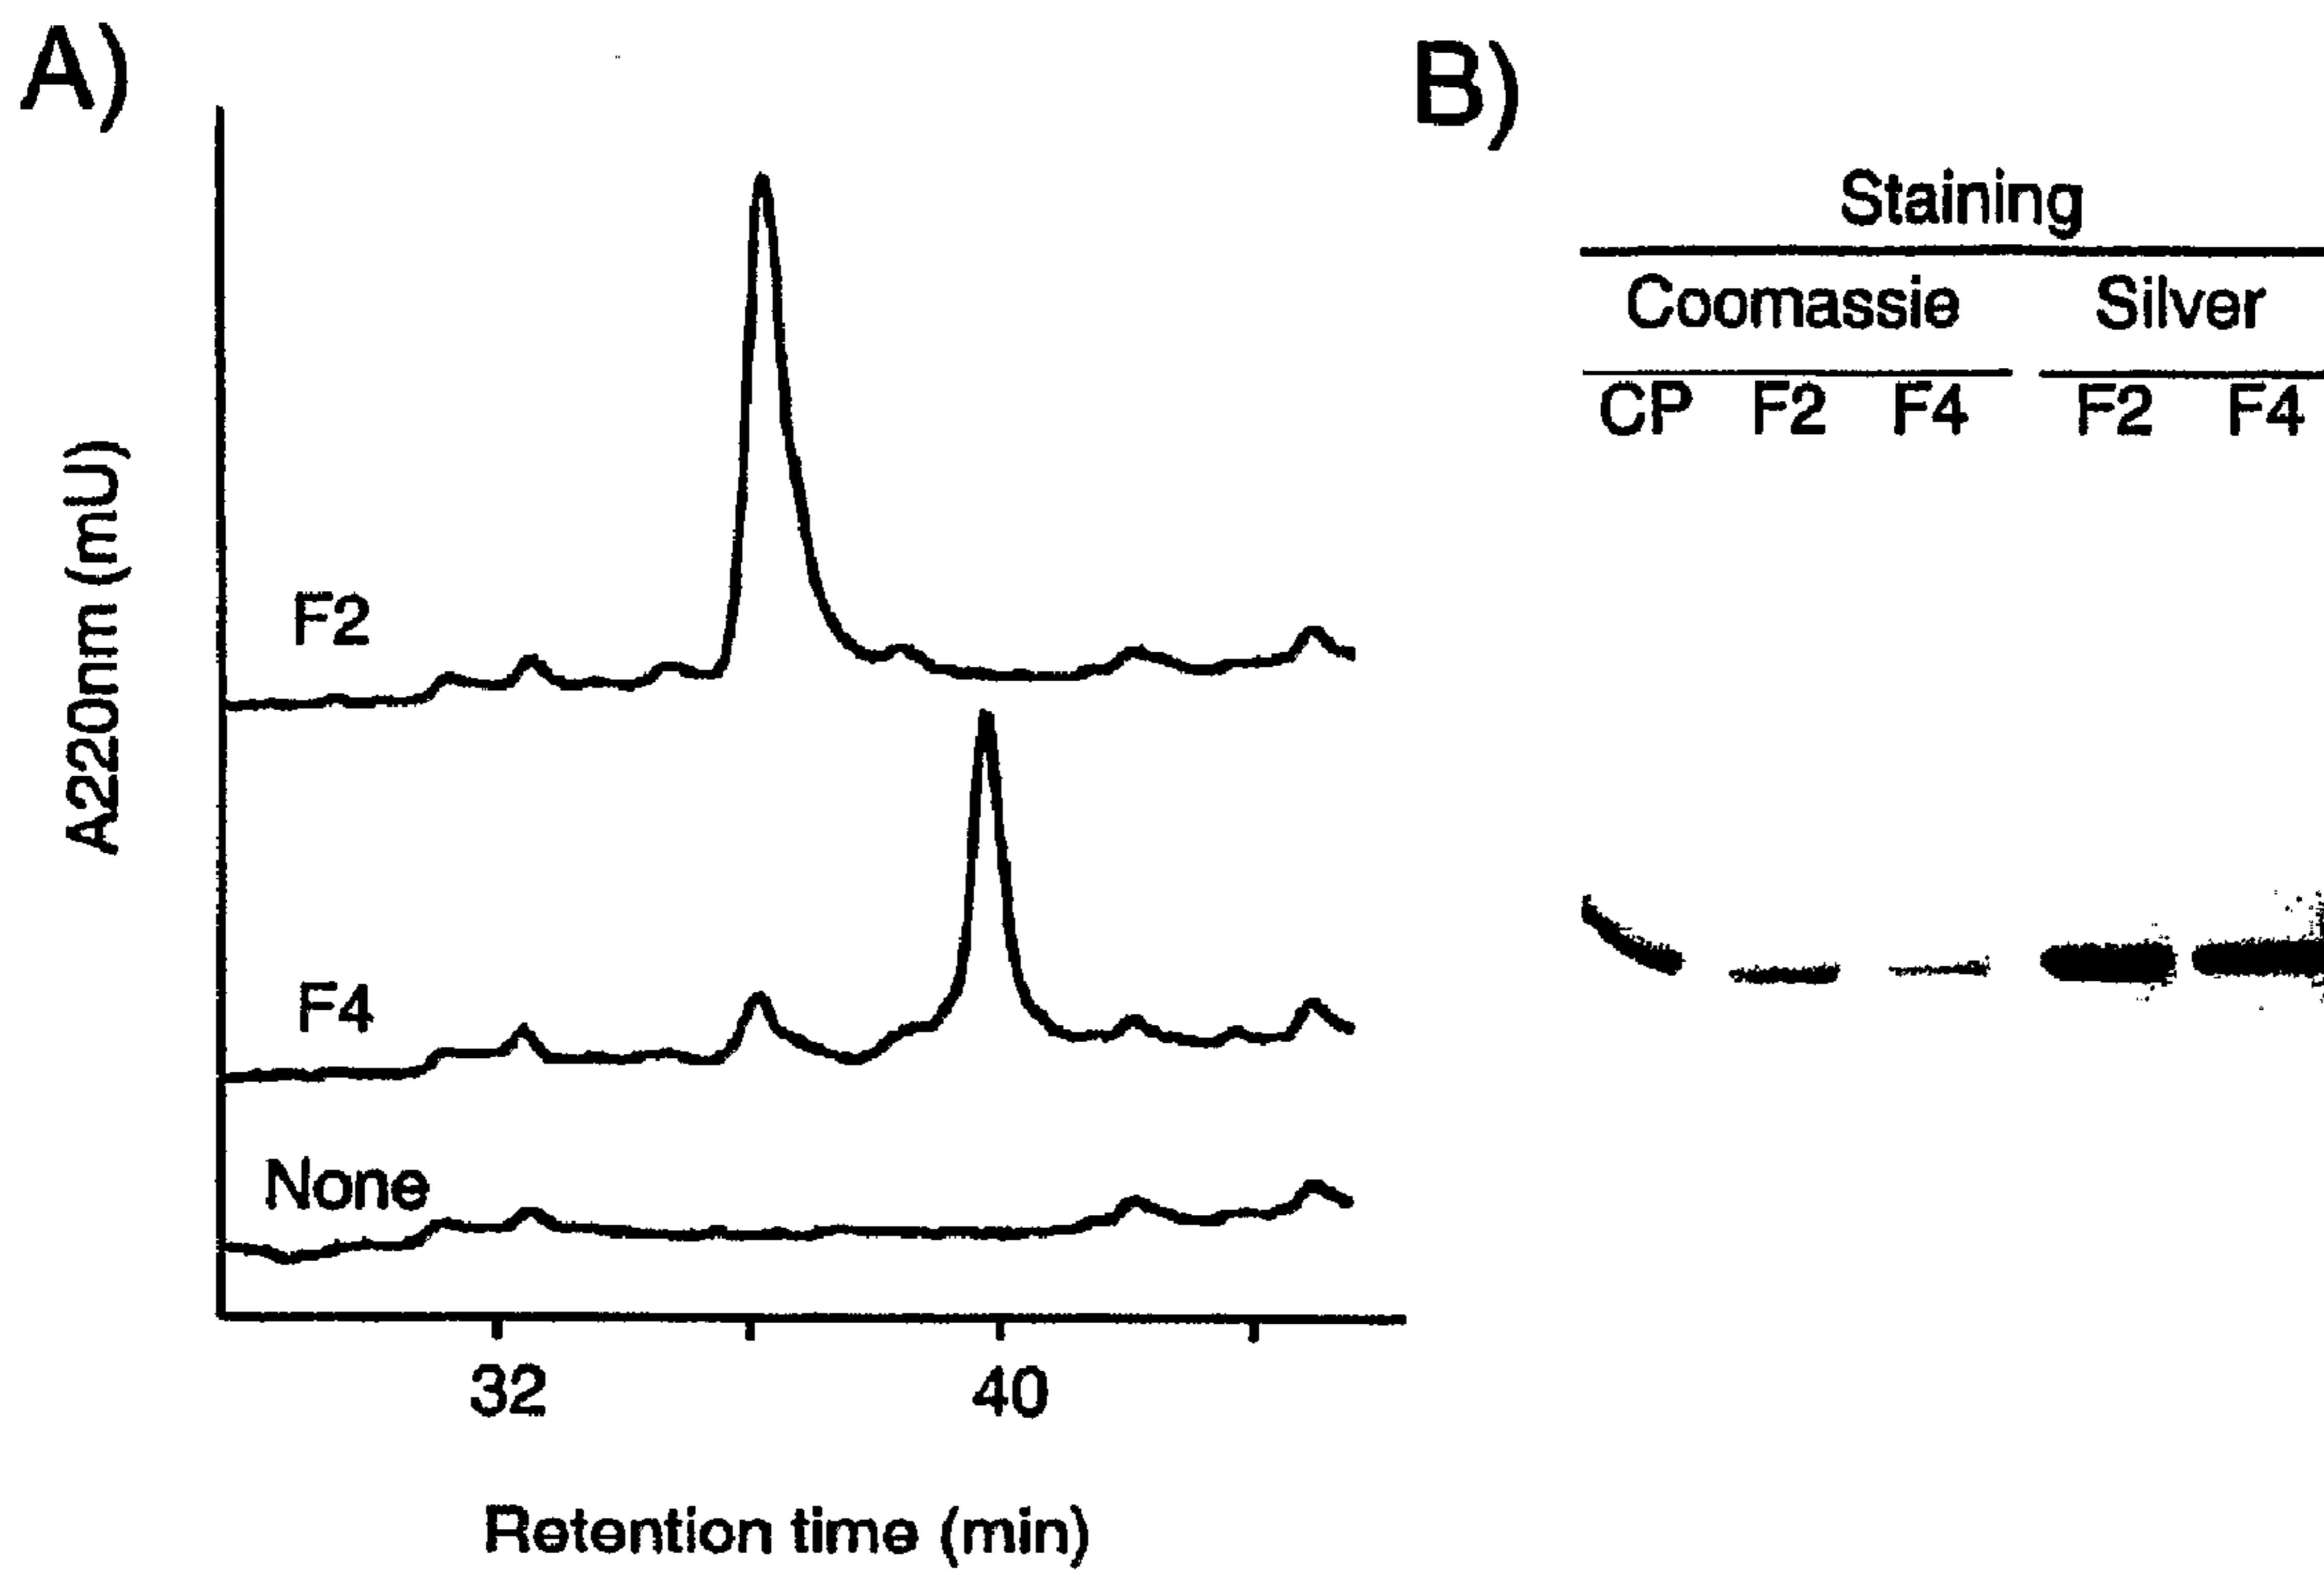 A)
A220nm (mU)
F2
F4
None
32 40
Retention time (min)
B)
Staining
Coomassie Silver
CP F2 F4 F2 F4